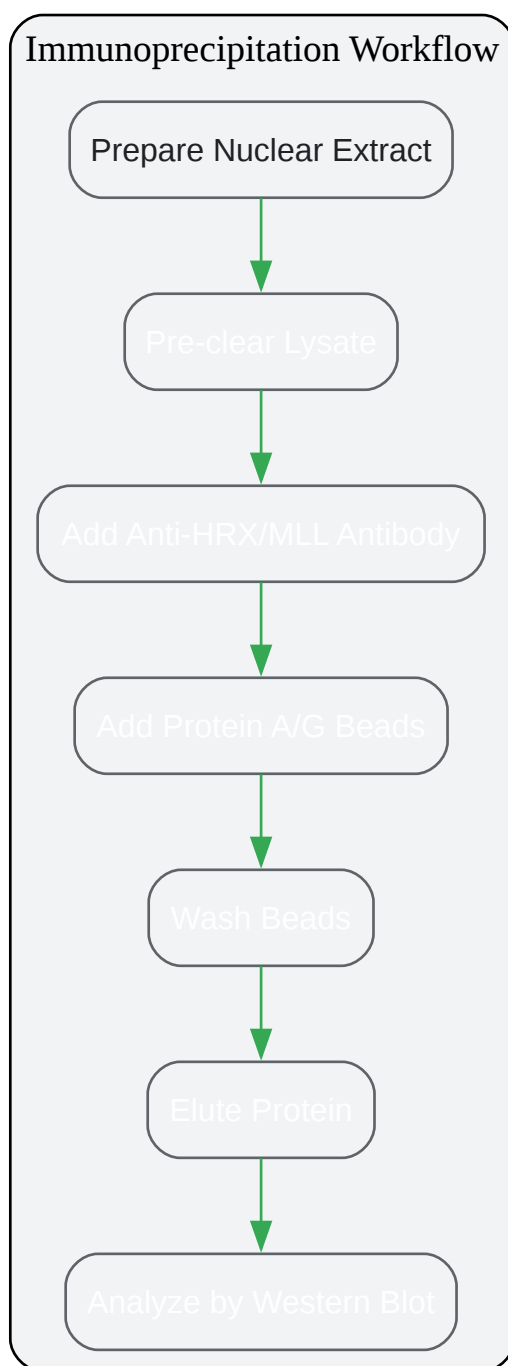 Immunoprecipitation Workflow
Prepare Nuclear Extract
Pre-clear Lysate
Add Anti-HRX/MLL Antibody
Add Protein A/G Beads
Wash Beads
Elute Protein
Analyze by Western Blot